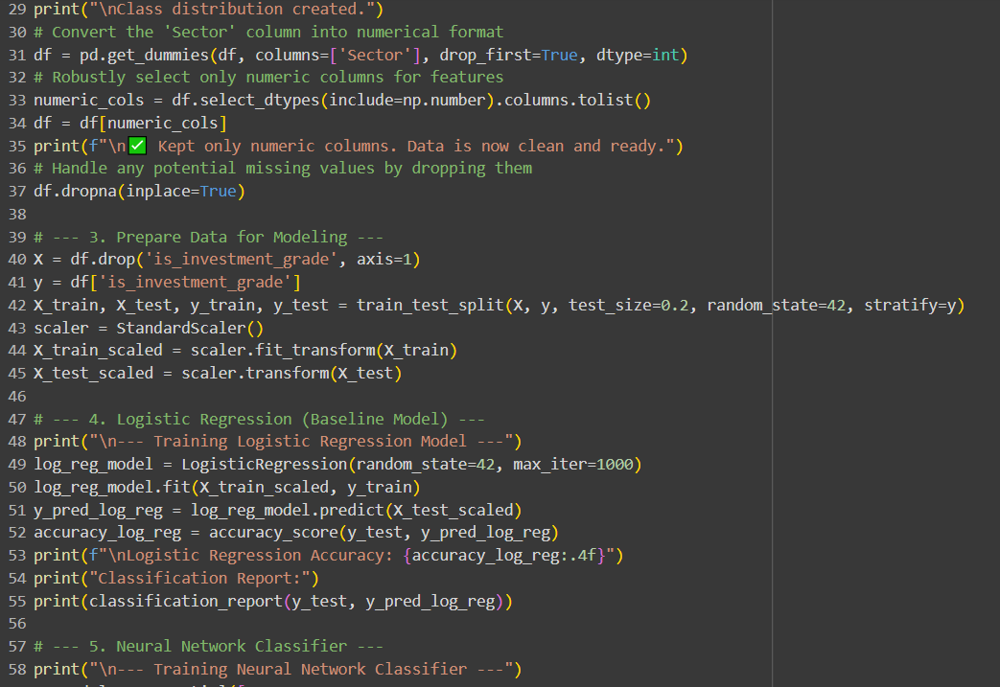 29 print("\nClass distribution created.")
30 # Convert the 'Sector' column into numerical format
31 df = pd.get_dummies(df, columns=['Sector'], drop_first=True, dtype=int)
32 # Robustly select only numeric columns for features
33 numeric_cols = df.select_dtypes(include=np.number).columns.tolist()
34 df = df[numeric_cols]
35 print(f"\n✅ Kept only numeric columns. Data is now clean and ready.")
36 # Handle any potential missing values by dropping them
37 df.dropna(inplace=True)
38
39 # --- 3. Prepare Data for Modeling ---
40 X = df.drop('is_investment_grade', axis=1)
41 y = df['is_investment_grade']
42 X_train, X_test, y_train, y_test = train_test_split(X, y, test_size=0.2, random_state=42, stratify=y)
43 scaler = StandardScaler()
44 X_train_scaled = scaler.fit_transform(X_train)
45 X_test_scaled = scaler.transform(X_test)
46
47 # --- 4. Logistic Regression (Baseline Model) ---
48 print("\n--- Training Logistic Regression Model ---")
49 log_reg_model = LogisticRegression(random_state=42, max_iter=1000)
50 log_reg_model.fit(X_train_scaled, y_train)
51 y_pred_log_reg = log_reg_model.predict(X_test_scaled)
52 accuracy_log_reg = accuracy_score(y_test, y_pred_log_reg)
53 print(f"\nLogistic Regression Accuracy: {accuracy_log_reg:.4f}")
54 print("Classification Report:")
55 print(classification_report(y_test, y_pred_log_reg))
56
57 # --- 5. Neural Network Classifier ---
58 print("\n--- Training Neural Network Classifier ---")